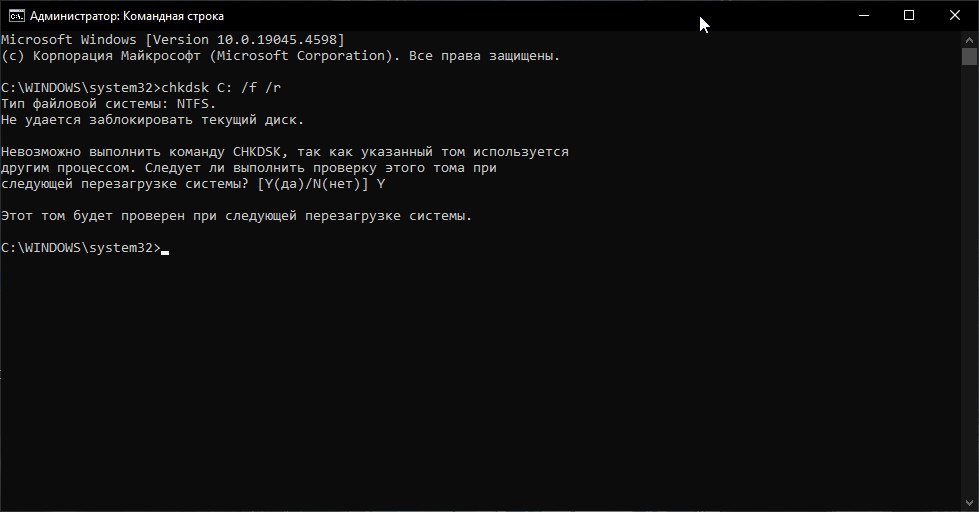 Администратор: Командная строка
Microsoft Windows [Version 10.0.19045.4598]
(c) Корпорация Майкрософт (Microsoft Corporation). Все права защищены.
C:\WINDOWS\system32>chkdsk C: /f /r
Тип файловой системы: NTFS.
Не удается заблокировать текущий диск.
Невозможно выполнить команду CHKDSK, так как указанный том используется
другим процессом. Следует ли выполнить проверку этого тома при
следующей перезагрузке системы? [Y(да)/N(нет)] Y
Этот том будет проверен при следующей перезагрузке системы.
C:\WINDOWS\system32>